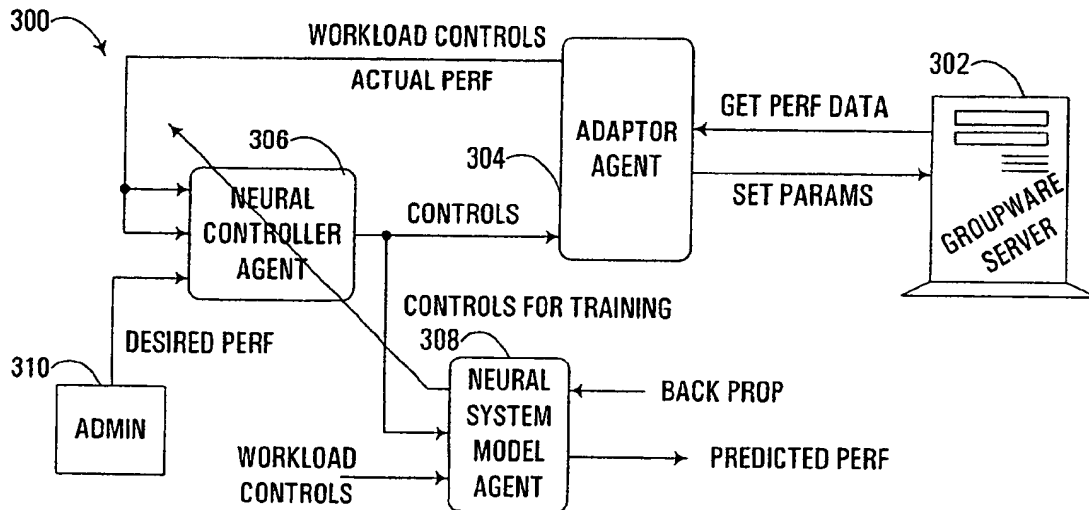 300
WORKLOAD CONTROLS
ACTUAL PERF
302
GET PERF DATA
ADAPTOR
AGENT
304
306
NEURAL
CONTROLLER
AGENT
CONTROLS
SET PARAMS
GROUPWARE
SERVER
CONTROLS FOR TRAINING
DESIRED PERF
310
ADMIN
308
NEURAL
SYSTEM
MODEL
AGENT
BACK PROP
PREDICTED PERF
WORKLOAD
CONTROLS